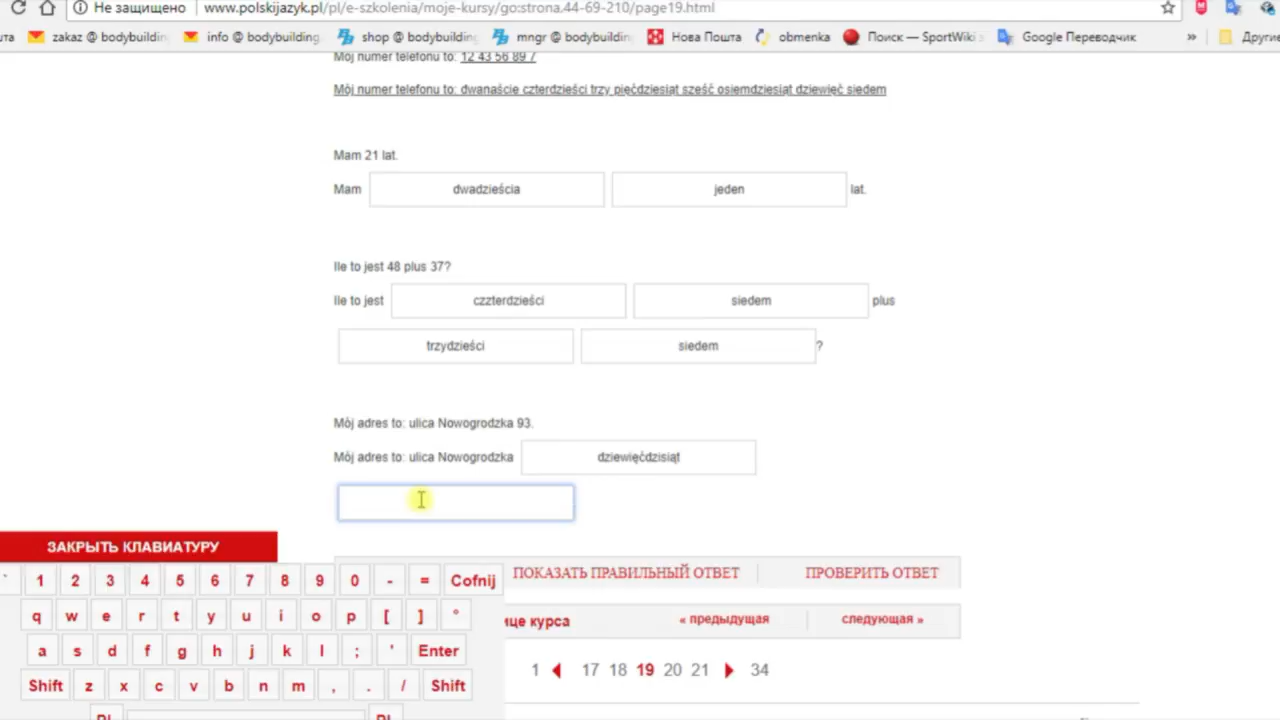 Не защищено www.polskijazyk.pl/pl/e-szkolenia/moje-kursy/go:strona.44-69-210/page19.html
zakaz @ bodybuildin info @ bodybuilding shop @ bodybuildin mngr @ bodybuildin Нова Пошта obmenka Поиск — SportWiki Google Переводчик » Другие
Mój numer telefonu to: 12 43 56 89 7
Mój numer telefonu to: dwanaście czterdzieści trzy pięćdziesiąt sześć osiemdziesiąt dziewięć siedem
Mam 21 lat.
Mam dwadzieścia jeden lat.
Ile to jest 48 plus 37?
Ile to jest czzterdzieści siedem plus
trzydzieści siedem ?
Mój adres to: ulica Nowogrodzka 93.
Mój adres to: ulica Nowogrodzka dziewięćdzisiąt
ЗАКРЫТЬ КЛАВИАТУРУ
` 1 2 3 4 5 6 7 8 9 0 - = Cofnij
ПОКАЗАТЬ ПРАВИЛЬНЫЙ ОТВЕТ ПРОВЕРИТЬ ОТВЕТ
q w e r t y u i o p [ ] °
ице курса « предыдущая следующая »
a s d f g h j k l ; ' Enter
1 17 18 19 20 21 34
Shift z x c v b n m , . / Shift